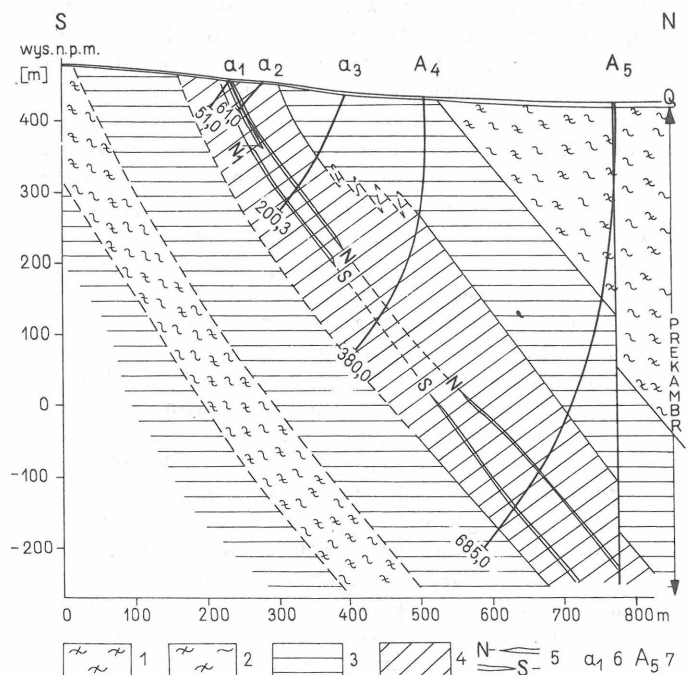 S N
wys. n.p.m.
[m]
a1 a2 a3 A4 A5 Q
400
51,0 61,0
N1
300
200,3
200
N
S
100
380,0
PREKAMBR
0
S N
-100
-200
685,0
0 100 200 300 400 500 600 700 800 m
1 2 3 4 N S 5 a1 6 A5 7